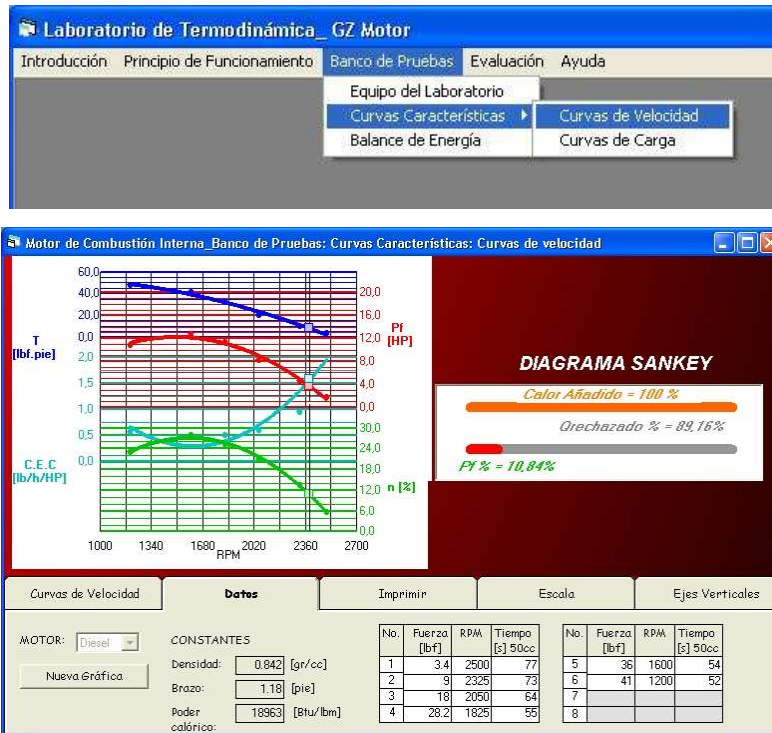 Laboratorio de Termodinámica_ GZ Motor
Introducción Principio de Funcionamiento Banco de Pruebas Evaluación Ayuda
Equipo del Laboratorio
Curvas Características Curvas de Velocidad
Balance de Energía Curvas de Carga
Motor de Combustión Interna_Banco de Pruebas: Curvas Características: Curvas de velocidad
60,0
40,0
20,0
0,0
T
[lbf.pie]
2,0
1,5
1,0
0,5
0,0
C.E.C
[lb/h/HP]
20,0
16,0
12,0
8,0
4,0
0,0
Pf
[HP]
30,0
24,0
18,0
12,0
6,0
0,0
n [%]
1000 1340 1680 2020 2360 2700
RPM
DIAGRAMA SANKEY
Calor Añadido = 100 %
Qrechazado % = 89,16%
Pf % = 10,84%
Curvas de Velocidad Datos Imprimir Escala Ejes Verticales
MOTOR: Diesel
Nueva Gráfica
CONSTANTES
Densidad: 0.842 [gr/cc]
Brazo: 1.18 [pie]
Poder calórico: 18963 [Btu/lbm]
No. Fuerza [lbf] RPM Tiempo [s] 50cc
1 3.4 2500 77
2 9 2325 73
3 18 2050 64
4 28.2 1825 55
No. Fuerza [lbf] RPM Tiempo [s] 50cc
5 36 1600 54
6 41 1200 52
7
8